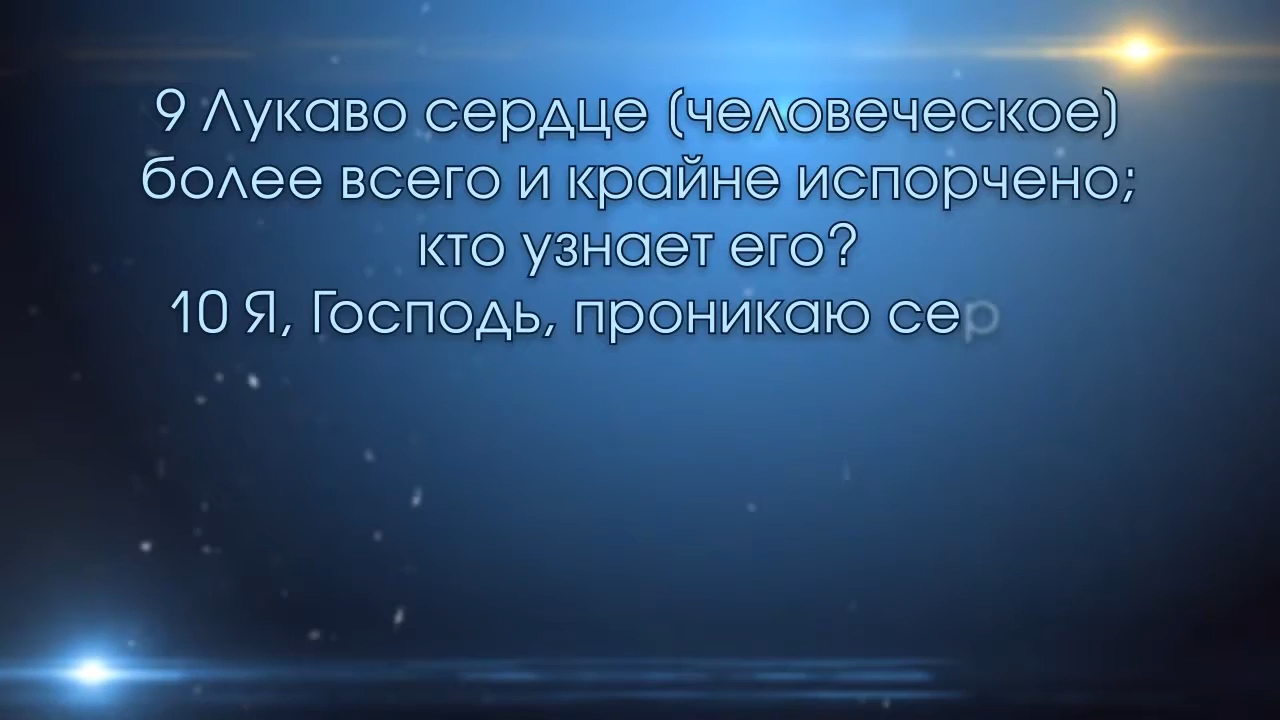 9 Лукаво сердце (человеческое)
более всего и крайне испорчено;
кто узнает его?
10 Я, Господь, проникаю сер